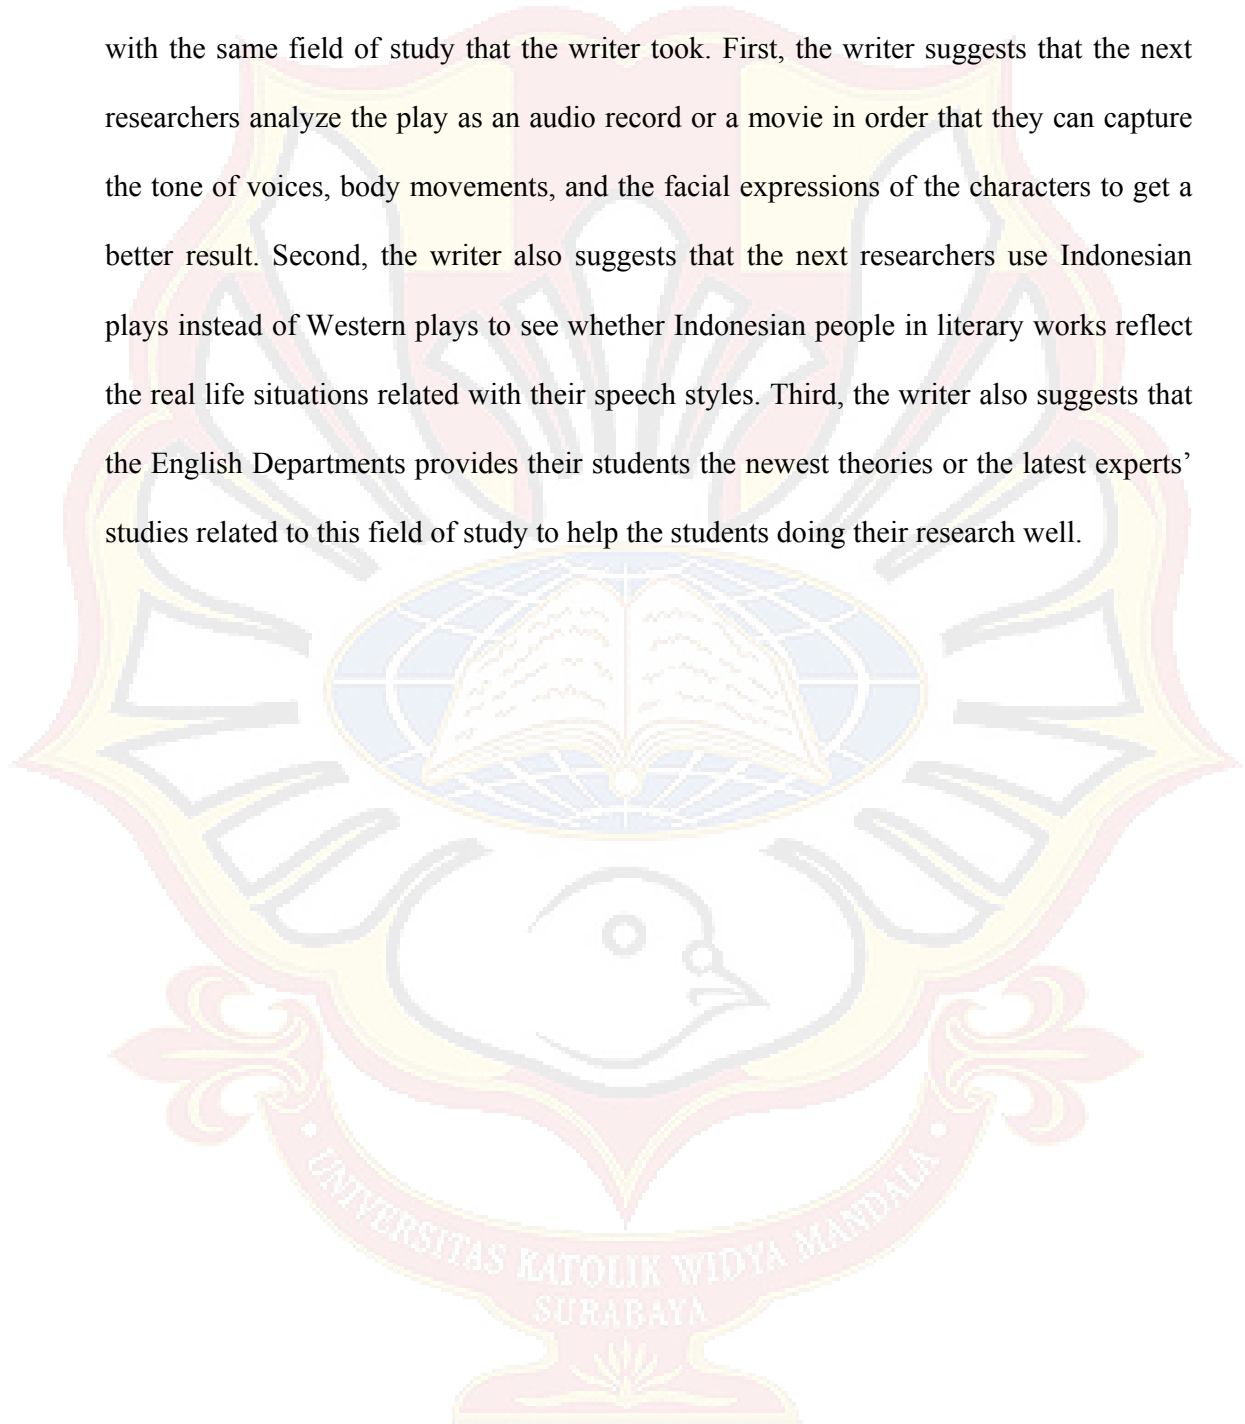 with the same field of study that the writer took. First, the writer suggests that the next
researchers analyze the play as an audio record or a movie in order that they can capture
the tone of voices, body movements, and the facial expressions of the characters to get a
better result. Second, the writer also suggests that the next researchers use Indonesian
plays instead of Western plays to see whether Indonesian people in literary works reflect
the real life situations related with their speech styles. Third, the writer also suggests that
the English Departments provides their students the newest theories or the latest experts’
studies related to this field of study to help the students doing their research well.
UNIVERSITAS KATOLIK WIDYA MANDALA
SURABAYA